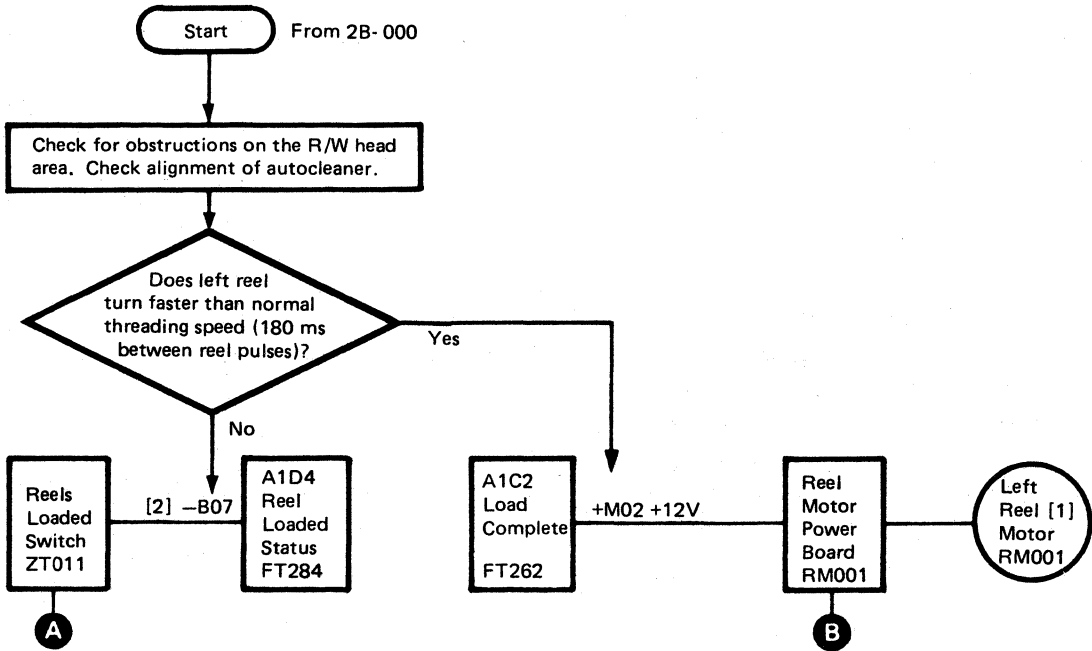 Start
From 2B-000
Check for obstructions on the R/W head
area. Check alignment of autocleaner.
Does left reel
turn faster than normal
threading speed (180 ms
between reel pulses)?
Yes
No
Reels
Loaded
Switch
ZT011
[2] −B07
A1D4
Reel
Loaded
Status
FT284
A1C2
Load
Complete
FT262
+M02 +12V
Reel
Motor
Power
Board
RM001
Left
Reel [1]
Motor
RM001
A
B